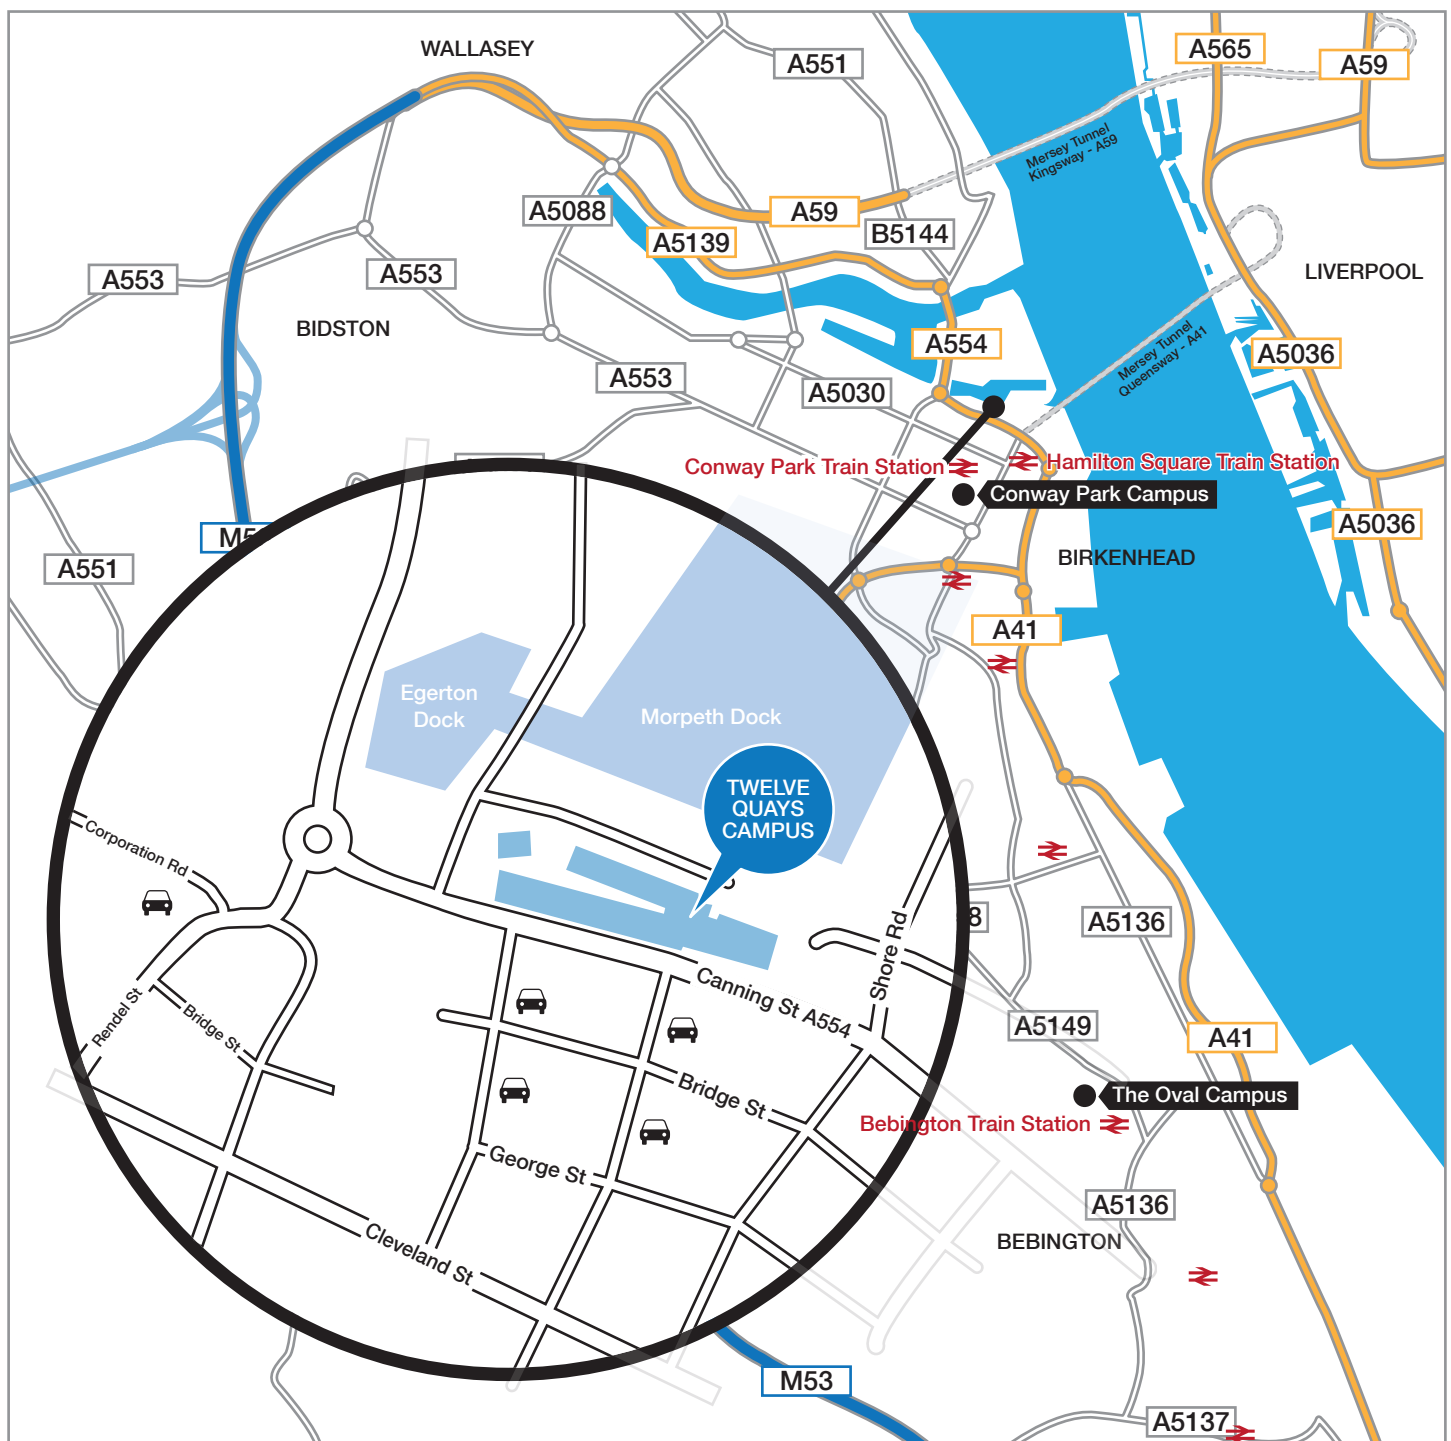 WALLASEY
A551
A565
A59
Mersey Tunnel
Kingsway - A59
A5088
A59
B5144
A5139
A553
A553
LIVERPOOL
BIDSTON
A554
Mersey Tunnel
Queensway - A41
A5036
A553
A5030
Conway Park Train Station
Hamilton Square Train Station
Conway Park Campus
A5036
M5
BIRKENHEAD
A551
A41
Egerton
Dock
Morpeth Dock
TWELVE
QUAYS
CAMPUS
Corporation Rd
8
A5136
Shore Rd
Canning St A554
Rendel St
Bridge St
A5149
A41
Bridge St
The Oval Campus
Bebington Train Station
George St
A5136
Cleveland St
BEBINGTON
M53
A5137